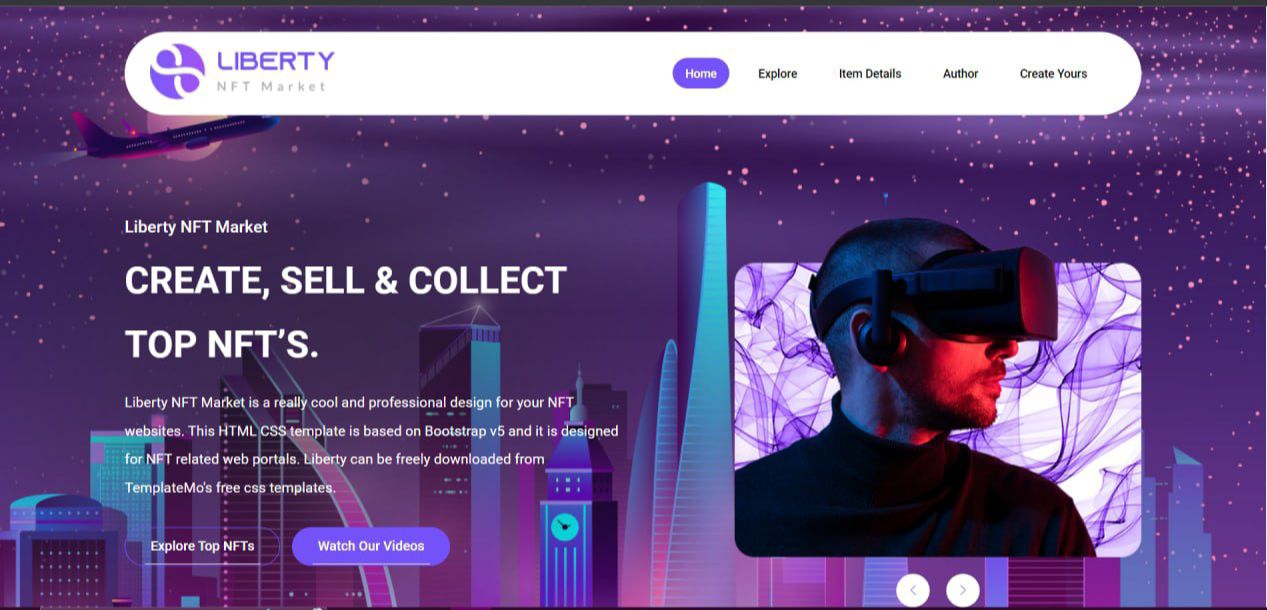 LIBERTY
NFT Market
Home
Explore
Item Details
Author
Create Yours
Liberty NFT Market
CREATE, SELL & COLLECT
TOP NFT’S.
Liberty NFT Market is a really cool and professional design for your NFT
websites. This HTML CSS template is based on Bootstrap v5 and it is designed
for NFT related web portals. Liberty can be freely downloaded from
TemplateMo's free css templates.
Explore Top NFTs
Watch Our Videos